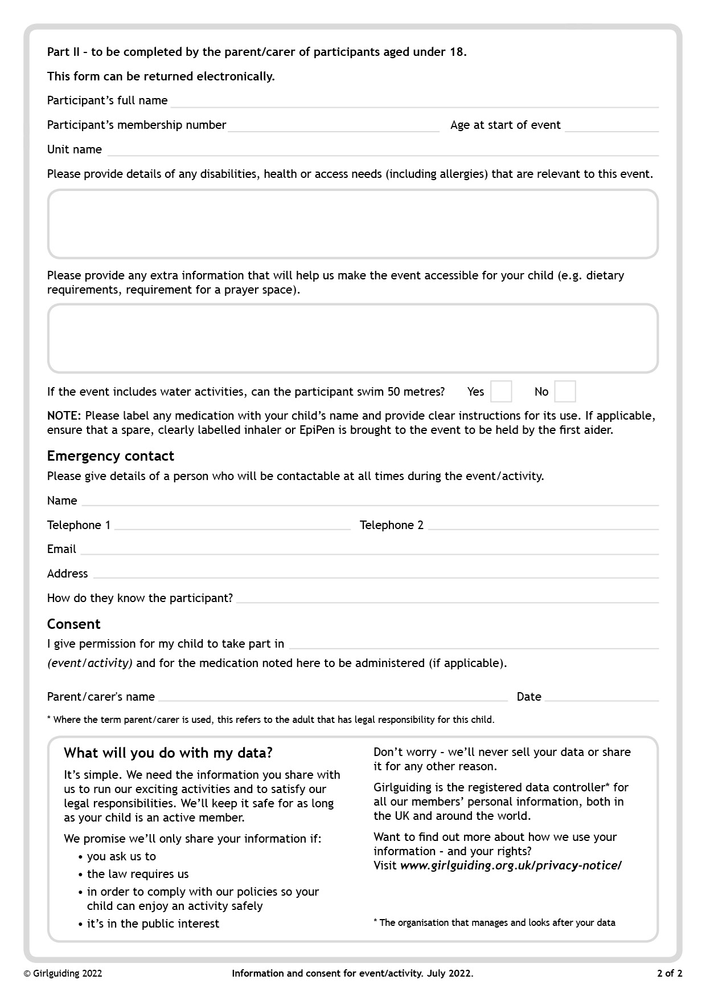 Part II – to be completed by the parent/carer of participants aged under 18.
This form can be returned electronically.
Participant’s full name
Participant’s membership number Age at start of event
Unit name
Please provide details of any disabilities, health or access needs (including allergies) that are relevant to this event.
Please provide any extra information that will help us make the event accessible for your child (e.g. dietary
requirements, requirement for a prayer space).
If the event includes water activities, can the participant swim 50 metres? Yes No
NOTE: Please label any medication with your child’s name and provide clear instructions for its use. If applicable,
ensure that a spare, clearly labelled inhaler or EpiPen is brought to the event to be held by the first aider.
Emergency contact
Please give details of a person who will be contactable at all times during the event/activity.
Name
Telephone 1 Telephone 2
Email
Address
How do they know the participant?
Consent
I give permission for my child to take part in
(event/activity) and for the medication noted here to be administered (if applicable).
Parent/carer's name Date
* Where the term parent/carer is used, this refers to the adult that has legal responsibility for this child.
What will you do with my data?
It’s simple. We need the information you share with
us to run our exciting activities and to satisfy our
legal responsibilities. We’ll keep it safe for as long
as your child is an active member.
We promise we’ll only share your information if:
• you ask us to
• the law requires us
• in order to comply with our policies so your
child can enjoy an activity safely
• it’s in the public interest
Don’t worry – we’ll never sell your data or share
it for any other reason.
Girlguiding is the registered data controller* for
all our members’ personal information, both in
the UK and around the world.
Want to find out more about how we use your
information – and your rights?
Visit www.girlguiding.org.uk/privacy-notice/
* The organisation that manages and looks after your data
© Girlguiding 2022 Information and consent for event/activity. July 2022. 2 of 2